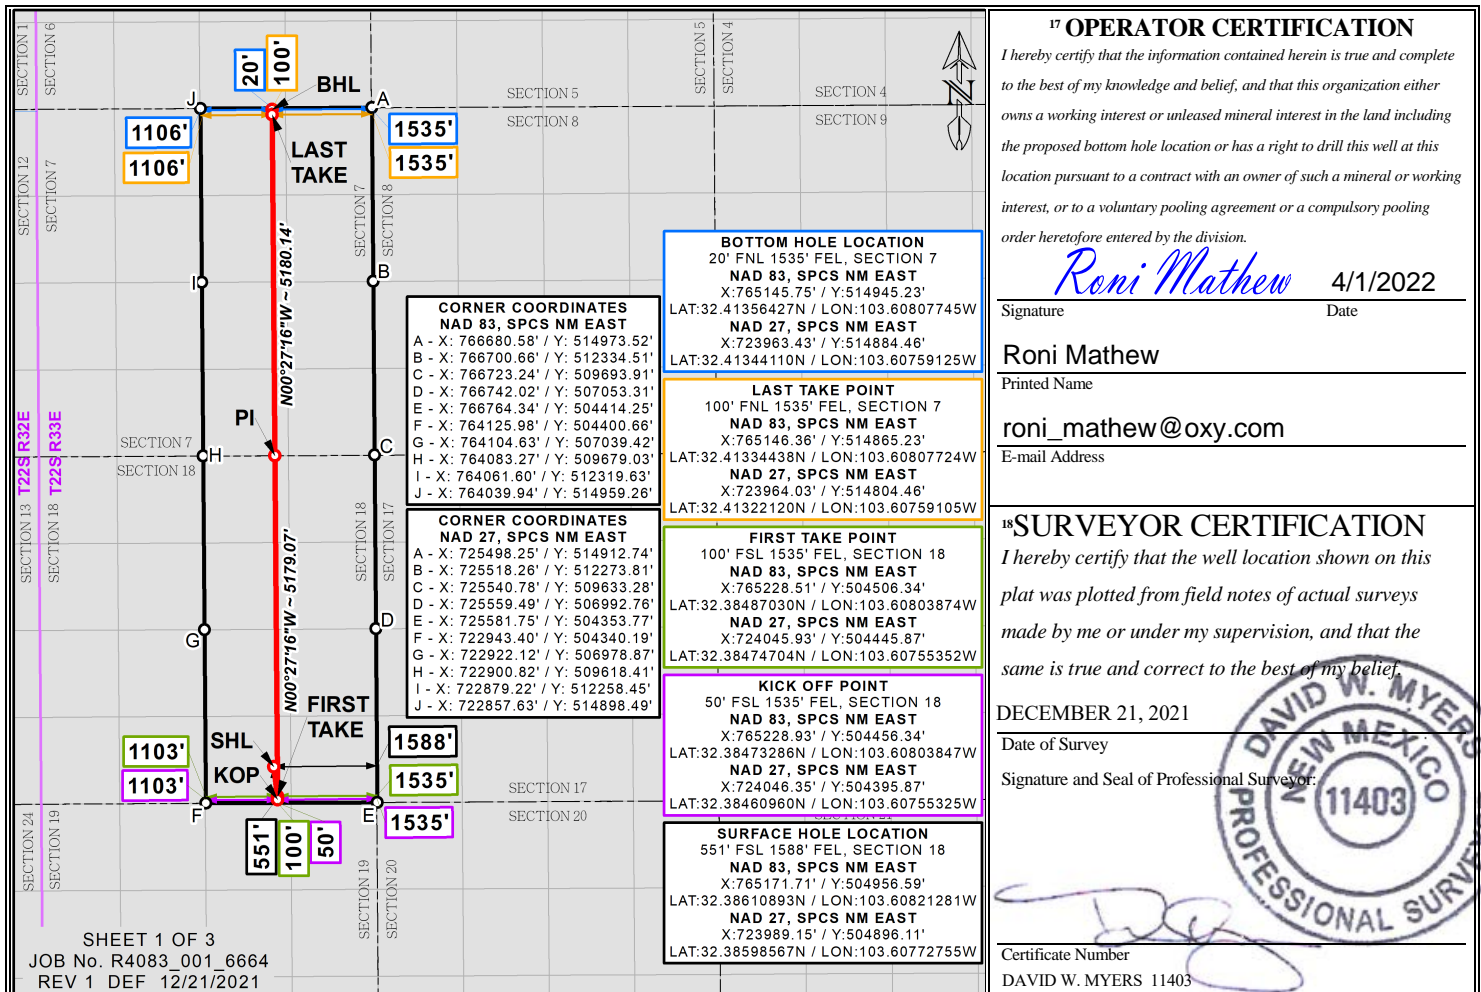 SECTION 1
SECTION 6
SECTION 5
SECTION 4
20'
100'
BHL
J
A
SECTION 5
SECTION 8
SECTION 4
SECTION 9
N
1106'
1106'
1535'
1535'
LAST
TAKE
SECTION 12
SECTION 7
SECTION 7
SECTION 8
N00°27'16"W ~ 5180.14'
I
B
PI
T22S R32E
T22S R33E
SECTION 7
SECTION 18
H
C
SECTION 13
SECTION 18
SECTION 18
SECTION 17
N00°27'16"W ~ 5179.07'
G
D
FIRST
TAKE
SHL
KOP
1103'
1103'
1588'
1535'
1535'
F
E
SECTION 17
SECTION 20
551'
100'
50'
SECTION 24
SECTION 19
SECTION 19
SECTION 20
SHEET 1 OF 3
JOB No. R4083_001_6664
REV 1 DEF 12/21/2021
CORNER COORDINATES
NAD 83, SPCS NM EAST
A - X: 766680.58' / Y: 514973.52'
B - X: 766700.66' / Y: 512334.51'
C - X: 766723.24' / Y: 509693.91'
D - X: 766742.02' / Y: 507053.31'
E - X: 766764.34' / Y: 504414.25'
F - X: 764125.98' / Y: 504400.66'
G - X: 764104.63' / Y: 507039.42'
H - X: 764083.27' / Y: 509679.03'
I - X: 764061.60' / Y: 512319.63'
J - X: 764039.94' / Y: 514959.26'
CORNER COORDINATES
NAD 27, SPCS NM EAST
A - X: 725498.25' / Y: 514912.74'
B - X: 725518.26' / Y: 512273.81'
C - X: 725540.78' / Y: 509633.28'
D - X: 725559.49' / Y: 506992.76'
E - X: 725581.75' / Y: 504353.77'
F - X: 722943.40' / Y: 504340.19'
G - X: 722922.12' / Y: 506978.87'
H - X: 722900.82' / Y: 509618.41'
I - X: 722879.22' / Y: 512258.45'
J - X: 722857.63' / Y: 514898.49'
BOTTOM HOLE LOCATION
20' FNL 1535' FEL, SECTION 7
NAD 83, SPCS NM EAST
X:765145.75' / Y:514945.23'
LAT:32.41356427N / LON:103.60807745W
NAD 27, SPCS NM EAST
X:723963.43' / Y:514884.46'
LAT:32.41344110N / LON:103.60759125W
LAST TAKE POINT
100' FNL 1535' FEL, SECTION 7
NAD 83, SPCS NM EAST
X:765146.36' / Y:514865.23'
LAT:32.41334438N / LON:103.60807724W
NAD 27, SPCS NM EAST
X:723964.03' / Y:514804.46'
LAT:32.41322120N / LON:103.60759105W
FIRST TAKE POINT
100' FSL 1535' FEL, SECTION 18
NAD 83, SPCS NM EAST
X:765228.51' / Y:504506.34'
LAT:32.38487030N / LON:103.60803874W
NAD 27, SPCS NM EAST
X:724045.93' / Y:504445.87'
LAT:32.38474704N / LON:103.60755352W
KICK OFF POINT
50' FSL 1535' FEL, SECTION 18
NAD 83, SPCS NM EAST
X:765228.93' / Y:504456.34'
LAT:32.38473286N / LON:103.60803847W
NAD 27, SPCS NM EAST
X:724046.35' / Y:504395.87'
LAT:32.38460960N / LON:103.60755325W
SURFACE HOLE LOCATION
551' FSL 1588' FEL, SECTION 18
NAD 83, SPCS NM EAST
X:765171.71' / Y:504956.59'
LAT:32.38610893N / LON:103.60821281W
NAD 27, SPCS NM EAST
X:723989.15' / Y:504896.11'
LAT:32.38598567N / LON:103.60772755W
17 OPERATOR CERTIFICATION
I hereby certify that the information contained herein is true and complete
to the best of my knowledge and belief, and that this organization either
owns a working interest or unleased mineral interest in the land including
the proposed bottom hole location or has a right to drill this well at this
location pursuant to a contract with an owner of such a mineral or working
interest, or to a voluntary pooling agreement or a compulsory pooling
order heretofore entered by the division.
Roni Mathew 4/1/2022
Signature Date
Roni Mathew
Printed Name
roni_mathew@oxy.com
E-mail Address
18SURVEYOR CERTIFICATION
I hereby certify that the well location shown on this
plat was plotted from field notes of actual surveys
made by me or under my supervision, and that the
same is true and correct to the best of my belief.
DECEMBER 21, 2021
Date of Survey
Signature and Seal of Professional Surveyor:
DAVID W. MYERS
NEW MEXICO
11403
PROFESSIONAL
Certificate Number
DAVID W. MYERS 11403